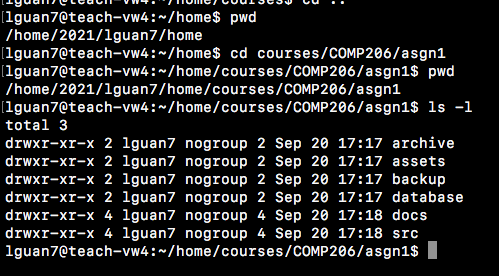 lguan7@teach-vw4:~/home/courses$ cd ..
lguan7@teach-vw4:~/home$ pwd
/home/2021/lguan7/home
lguan7@teach-vw4:~/home$ cd courses/COMP206/asgn1
lguan7@teach-vw4:~/home/courses/COMP206/asgn1$ pwd
/home/2021/lguan7/home/courses/COMP206/asgn1
lguan7@teach-vw4:~/home/courses/COMP206/asgn1$ ls -l
total 3
drwxr-xr-x 2 lguan7 nogroup 2 Sep 20 17:17 archive
drwxr-xr-x 2 lguan7 nogroup 2 Sep 20 17:17 assets
drwxr-xr-x 2 lguan7 nogroup 2 Sep 20 17:17 backup
drwxr-xr-x 2 lguan7 nogroup 2 Sep 20 17:17 database
drwxr-xr-x 4 lguan7 nogroup 4 Sep 20 17:18 docs
drwxr-xr-x 4 lguan7 nogroup 4 Sep 20 17:18 src
lguan7@teach-vw4:~/home/courses/COMP206/asgn1$